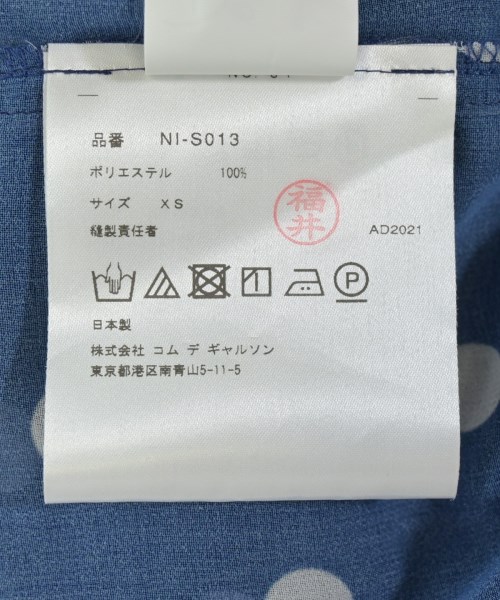 品番 NI-S013
ポリエステル 100%
サイズ XS
福井
縫製責任者 AD2021
P
日本製
株式会社 コム デ ギャルソン
東京都港区南青山5-11-5